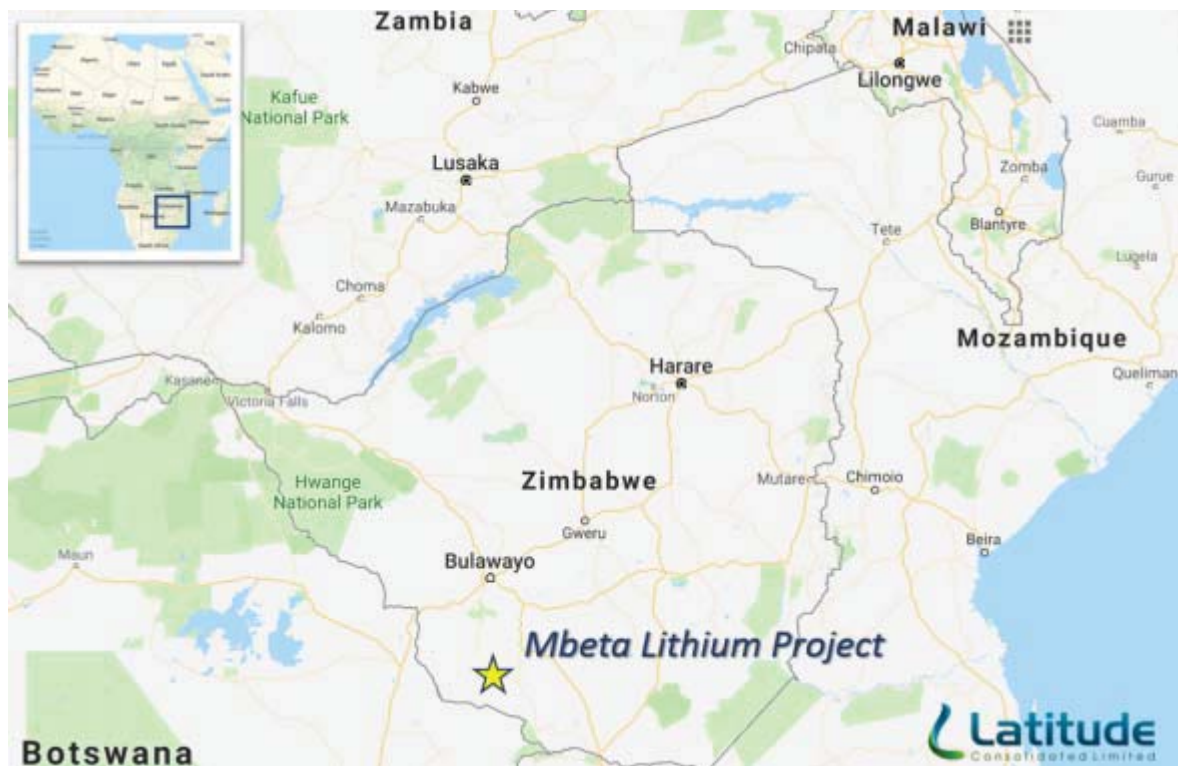 Zambia
Malawi
Chipata
Lilongwe
Kafue
National Park
Kabwe
Cuamba
Lusaka
Zomba
Gurue
Mazabuka
Blantyre
Tete
Lugela
Choma
Kalomo
Mozambique
Harare
Norton
Kasane
Victoria Falls
Queliman
Hwange
National Park
Zimbabwe
Mutare
Chimoio
Gweru
Maun
Beira
Bulawayo
Mbeta Lithium Project
Botswana
Latitude
Consolidated Limited